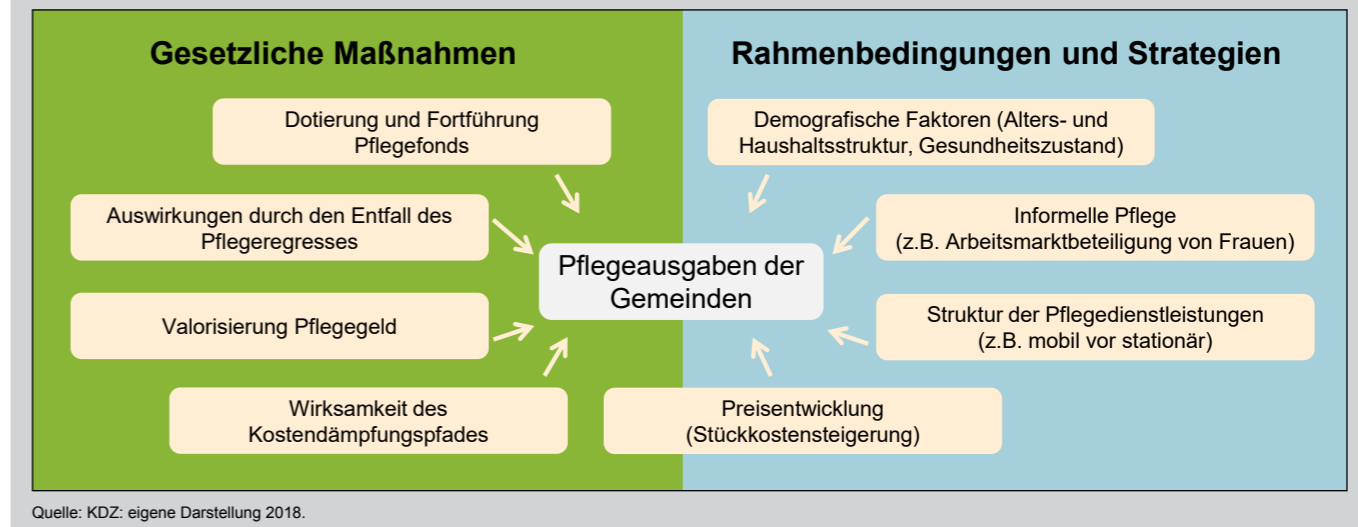 Gesetzliche Maßnahmen
Dotierung und Fortführung
Pflegefonds
Auswirkungen durch den Entfall des
Pflegeregresses
Valorisierung Pflegegeld
Wirksamkeit des
Kostendämpfungspfades
Pflegeausgaben der
Gemeinden
Rahmenbedingungen und Strategien
Demografische Faktoren (Alters- und
Haushaltsstruktur, Gesundheitszustand)
Informelle Pflege
(z.B. Arbeitsmarktbeteiligung von Frauen)
Struktur der Pflegedienstleistungen
(z.B. mobil vor stationär)
Preisentwicklung
(Stückkostensteigerung)
Quelle: KDZ: eigene Darstellung 2018.